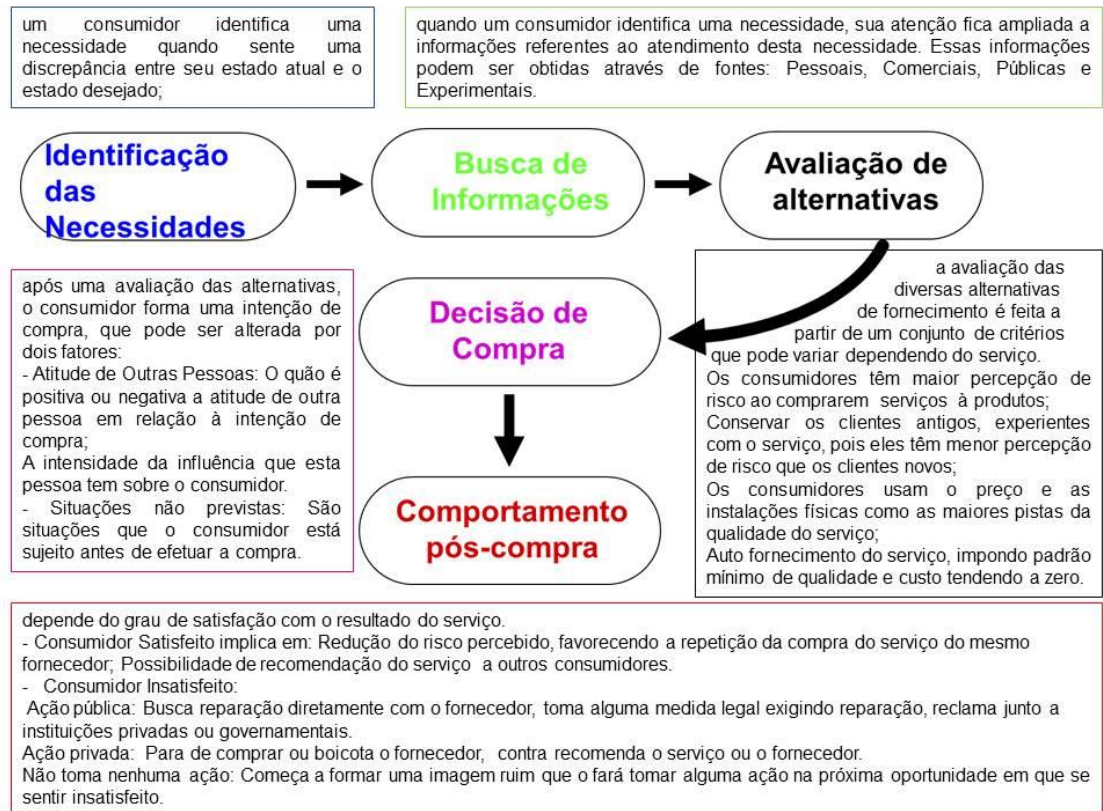 um consumidor identifica uma
necessidade quando sente uma
discrepância entre seu estado atual e o
estado desejado;
quando um consumidor identifica uma necessidade, sua atenção fica ampliada a
informações referentes ao atendimento desta necessidade. Essas informações
podem ser obtidas através de fontes: Pessoais, Comerciais, Públicas e
Experimentais.
Identificação
das
Necessidades
Busca de
Informações
Avaliação de
alternativas
após uma avaliação das alternativas,
o consumidor forma uma intenção de
compra, que pode ser alterada por
dois fatores:
- Atitude de Outras Pessoas: O quão é
positiva ou negativa a atitude de outra
pessoa em relação à intenção de
compra;
A intensidade da influência que esta
pessoa tem sobre o consumidor.
- Situações não previstas: São
situações que o consumidor está
sujeito antes de efetuar a compra.
Decisão de
Compra
a avaliação das
diversas alternativas
de fornecimento é feita a
partir de um conjunto de critérios
que pode variar dependendo do serviço.
Os consumidores têm maior percepção de
risco ao comprarem serviços à produtos;
Conservar os clientes antigos, experientes
com o serviço, pois eles têm menor percepção
de risco que os clientes novos;
Os consumidores usam o preço e as
instalações físicas como as maiores pistas da
qualidade do serviço;
Auto fornecimento do serviço, impondo padrão
mínimo de qualidade e custo tendendo a zero.
Comportamento
pós-compra
depende do grau de satisfação com o resultado do serviço.
- Consumidor Satisfeito implica em: Redução do risco percebido, favorecendo a repetição da compra do serviço do mesmo
fornecedor; Possibilidade de recomendação do serviço a outros consumidores.
- Consumidor Insatisfeito:
Ação pública: Busca reparação diretamente com o fornecedor, toma alguma medida legal exigindo reparação, reclama junto a
instituições privadas ou governamentais.
Ação privada: Para de comprar ou boicota o fornecedor, contra recomenda o serviço ou o fornecedor.
Não toma nenhuma ação: Começa a formar uma imagem ruim que o fará tomar alguma ação na próxima oportunidade em que se
sentir insatisfeito.